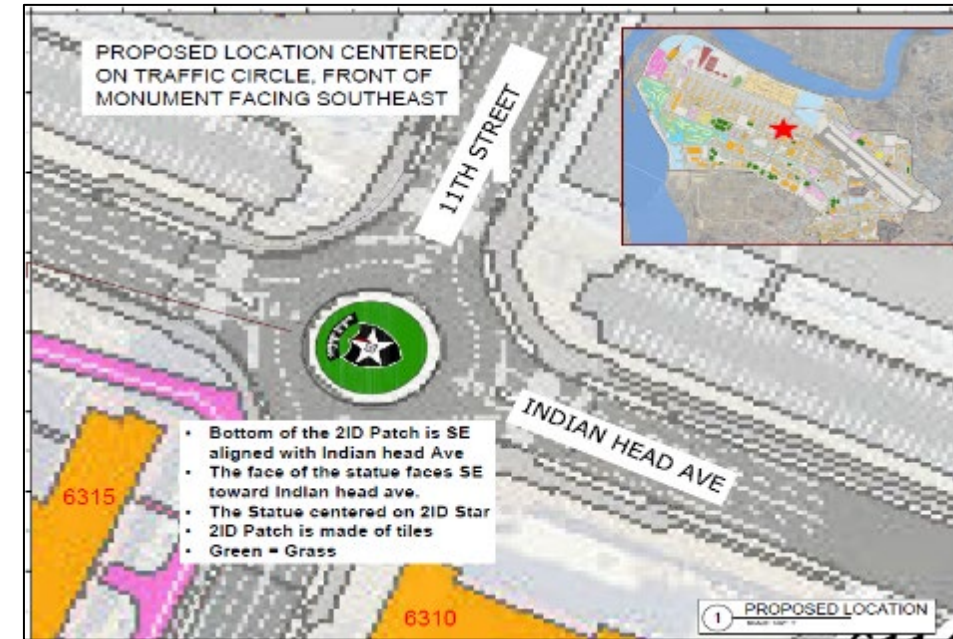 PROPOSED LOCATION CENTERED
ON TRAFFIC CIRCLE, FRONT OF
MONUMENT FACING SOUTHEAST
11TH STREET
INDIAN HEAD AVE
• Bottom of the 2ID Patch is SE
aligned with Indian head Ave
• The face of the statue faces SE
toward Indian head ave.
• The Statue centered on 2ID Star
• 2ID Patch is made of tiles
• Green = Grass
6315
6310
1 PROPOSED LOCATION